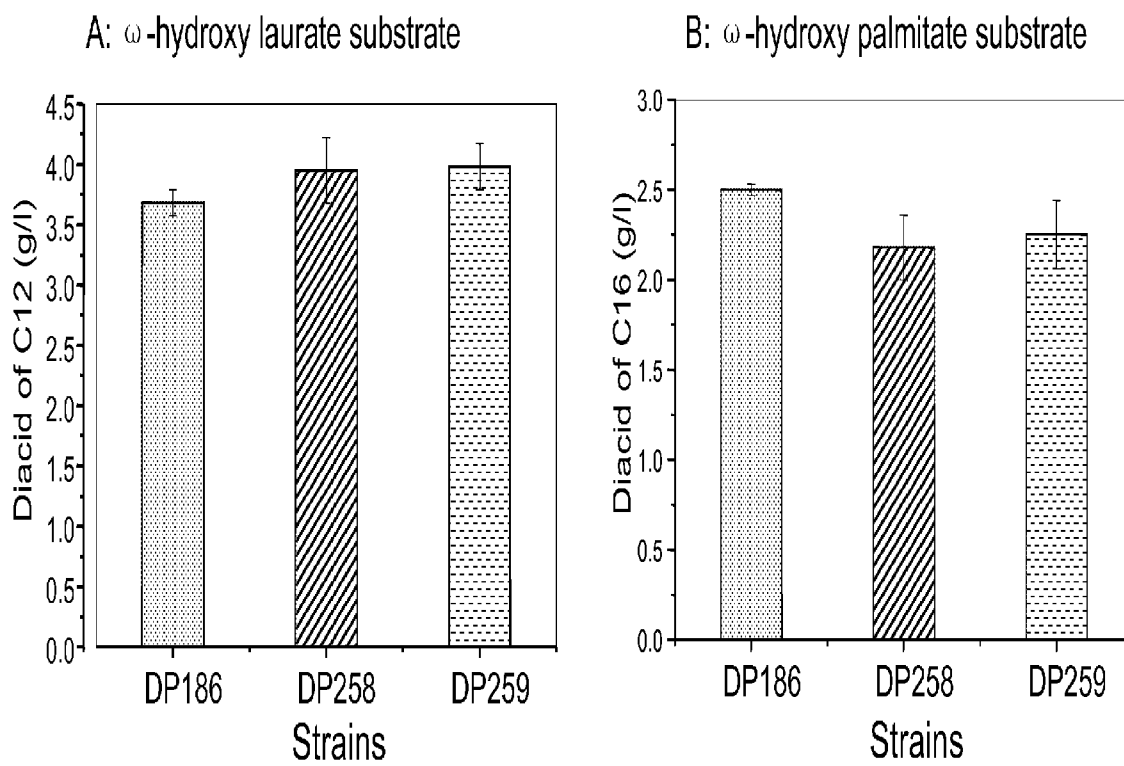 A: ω-hydroxy laurate substrate
Diacid of C12 (g/l)
4.5
4.0
3.5
3.0
2.5
2.0
1.5
1.0
0.5
0.0
DP186 DP258 DP259
Strains
B: ω-hydroxy palmitate substrate
Diacid of C16 (g/l)
3.0
2.5
2.0
1.5
1.0
0.5
0.0
DP186 DP258 DP259
Strains